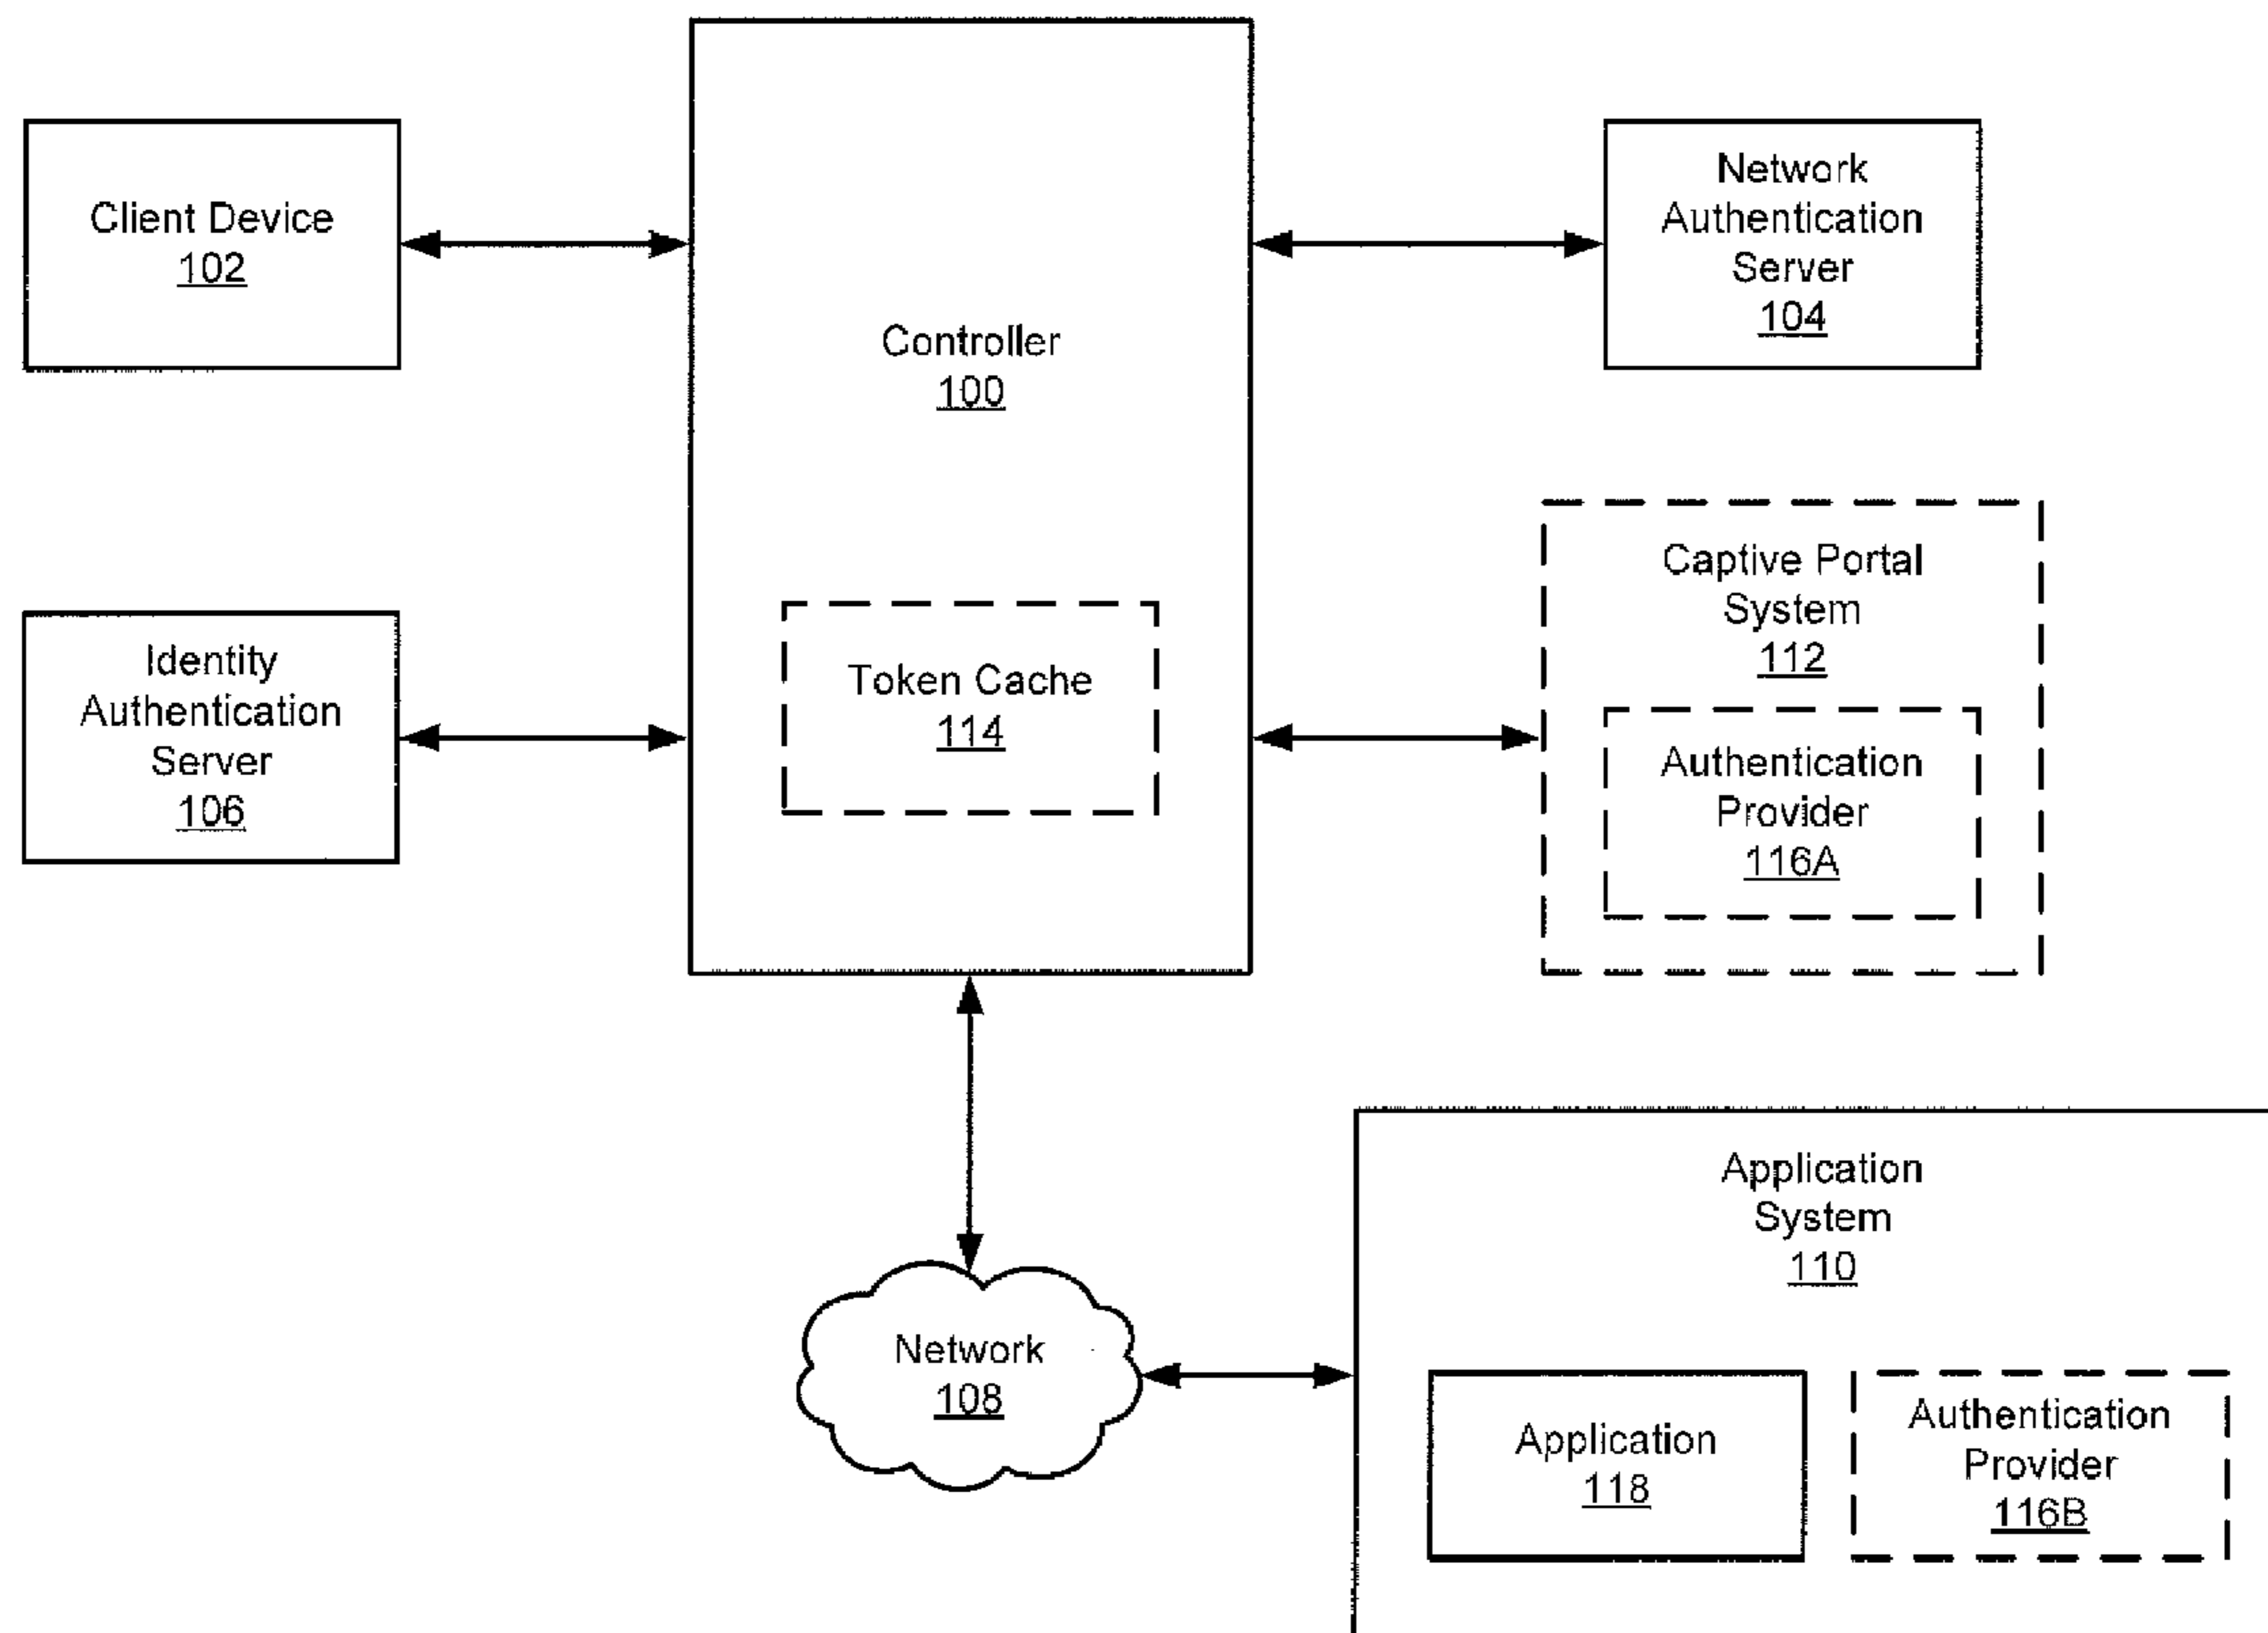 Client Device
102
Controller
100
Network
Authentication
Server
104
Identity
Authentication
Server
106
Token Cache
114
Captive Portal
System
112
Authentication
Provider
116A
Network
108
Application
System
110
Application
118
Authentication
Provider
116B